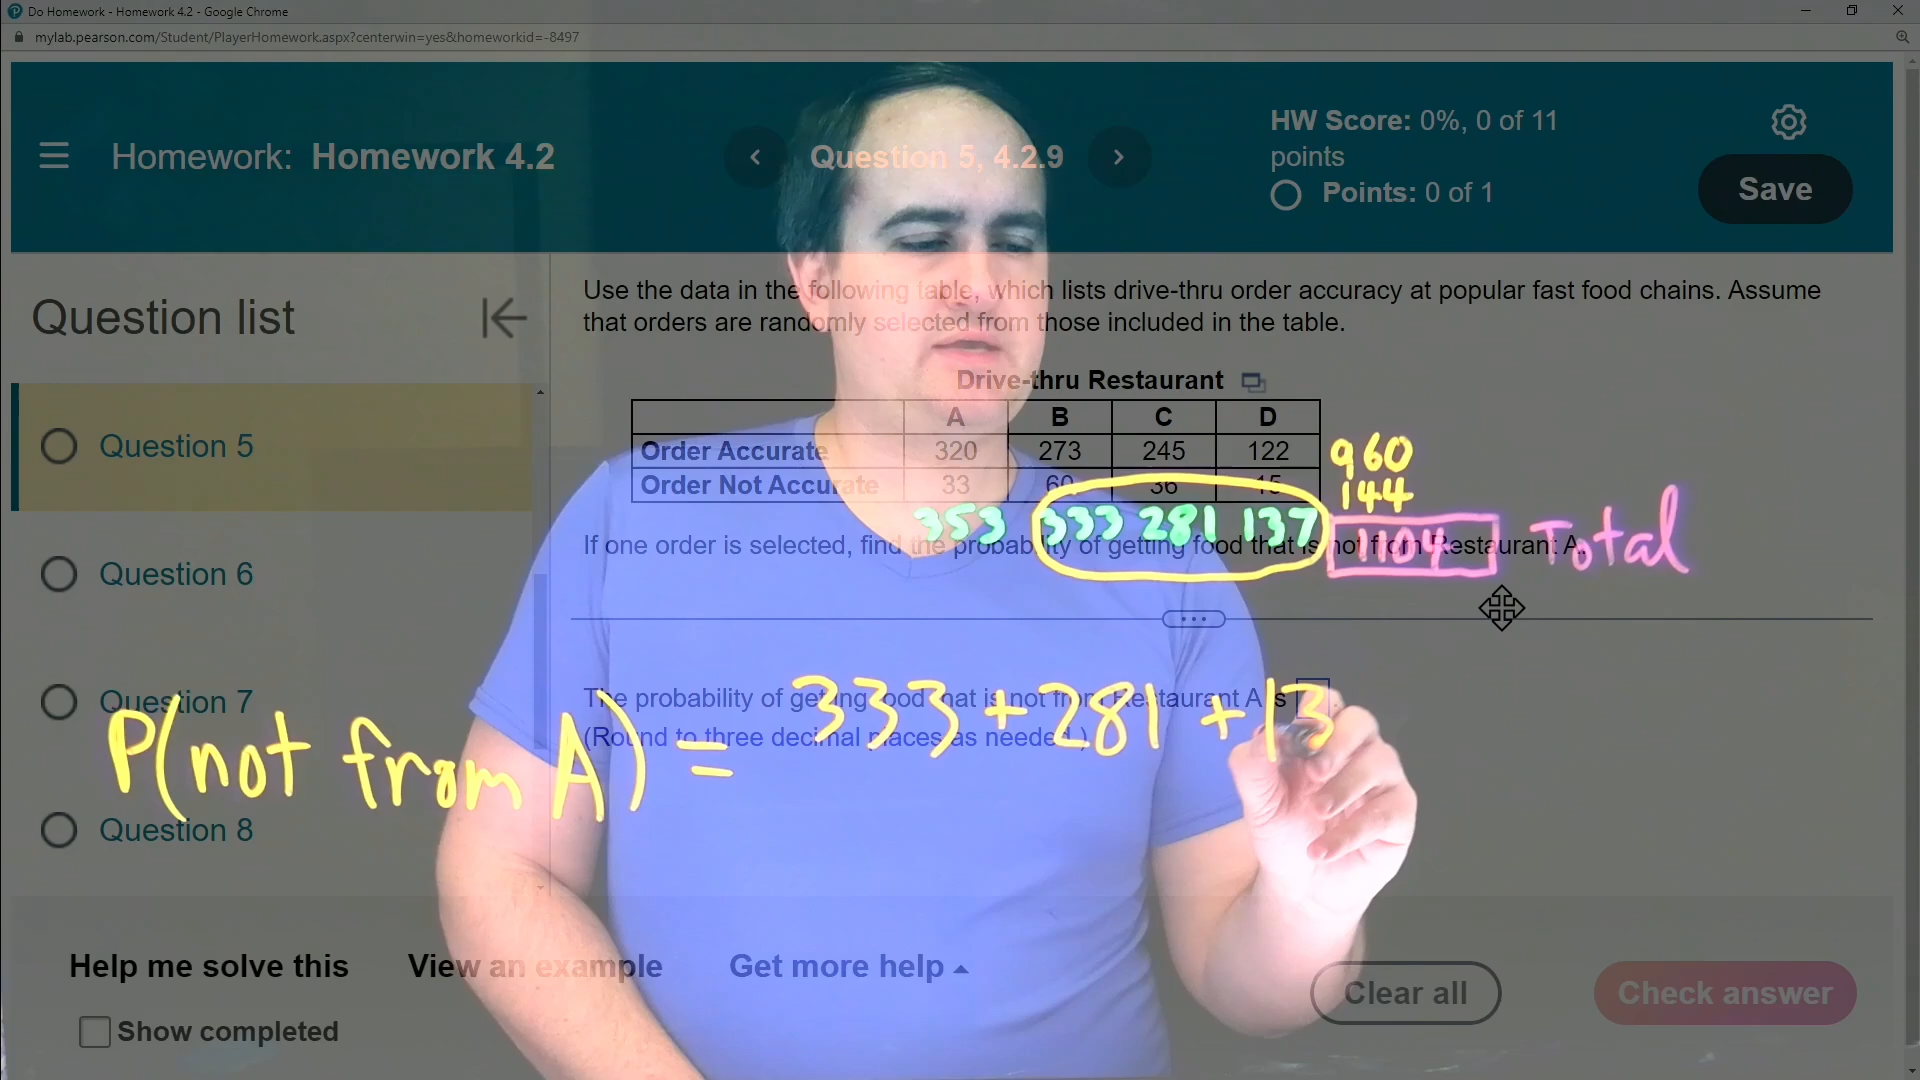 Do Homework - Homework 4.2 - Google Chrome
mylab.pearson.com/Student/PlayerHomework.aspx?centerwin=yes&homeworkid=-8497
Homework: Homework 4.2
Question 5, 4.2.9
HW Score: 0%, 0 of 11
points
Points: 0 of 1
Save
Question list
Question 5
Question 6
Question 7
Question 8
Use the data in the following table, which lists drive-thru order accuracy at popular fast food chains. Assume
that orders are randomly selected from those included in the table.
Drive-thru Restaurant
A B C D
Order Accurate 320 273 245 122 960
Order Not Accurate 33 60 36 15 144
353 333 281 137 1104 Total
If one order is selected, find the probability of getting food that is not from Restaurant A.
The probability of getting food that is not from Restaurant A is
(Round to three decimal places as needed.)
P(not from A) = 333 + 281 + 13
Help me solve this View an example Get more help
Clear all Check answer
Show completed